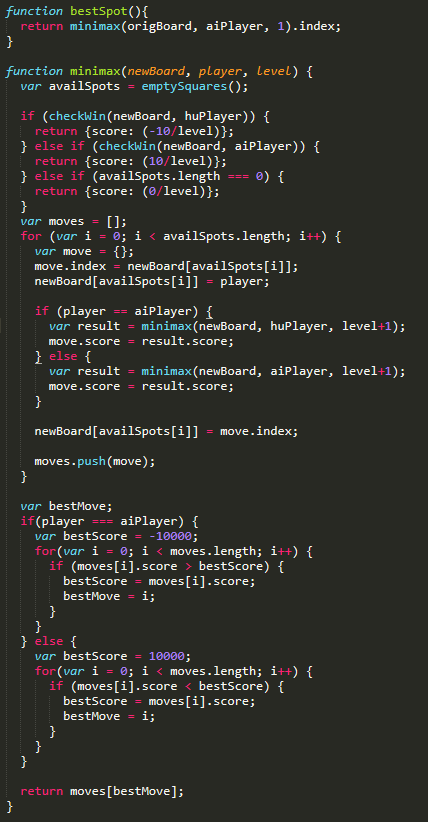 function bestSpot(){
  return minimax(origBoard, aiPlayer, 1).index;
}

function minimax(newBoard, player, level) {
  var availSpots = emptySquares();

  if (checkWin(newBoard, huPlayer)) {
    return {score: (-10/level)};
  } else if (checkWin(newBoard, aiPlayer)) {
    return {score: (10/level)};
  } else if (availSpots.length === 0) {
    return {score: (0/level)};
  }
  var moves = [];
  for (var i = 0; i < availSpots.length; i++) {
    var move = {};
    move.index = newBoard[availSpots[i]];
    newBoard[availSpots[i]] = player;

    if (player == aiPlayer) {
      var result = minimax(newBoard, huPlayer, level+1);
      move.score = result.score;
    } else {
      var result = minimax(newBoard, aiPlayer, level+1);
      move.score = result.score;
    }

    newBoard[availSpots[i]] = move.index;

    moves.push(move);
  }

  var bestMove;
  if(player === aiPlayer) {
    var bestScore = -10000;
    for(var i = 0; i < moves.length; i++) {
      if (moves[i].score > bestScore) {
        bestScore = moves[i].score;
        bestMove = i;
      }
    }
  } else {
    var bestScore = 10000;
    for(var i = 0; i < moves.length; i++) {
      if (moves[i].score < bestScore) {
        bestScore = moves[i].score;
        bestMove = i;
      }
    }
  }

  return moves[bestMove];
}